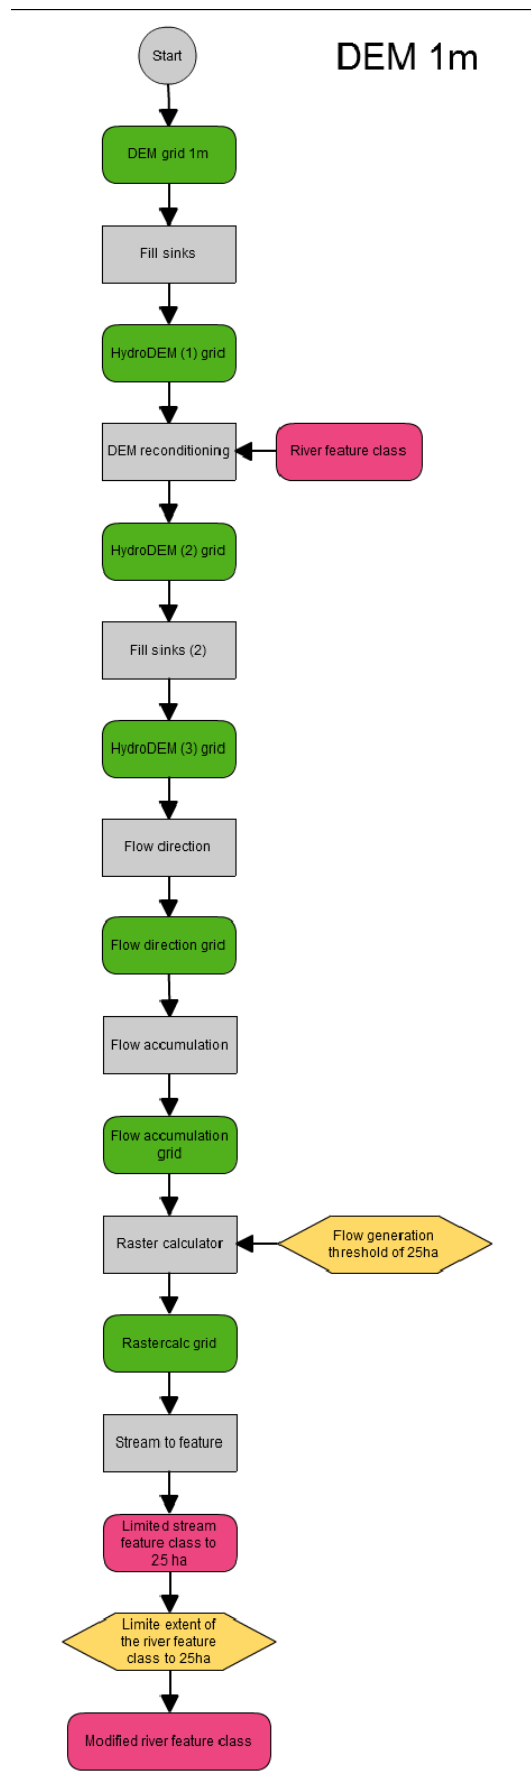 DEM 1m
Start
DEM grid 1m
Fill sinks
HydroDEM (1) grid
DEM reconditioning
River feature class
HydroDEM (2) grid
Fill sinks (2)
HydroDEM (3) grid
Flow direction
Flow direction grid
Flow accumulation
Flow accumulation
grid
Raster calculator
Flow generation
threshold of 25ha
Rastercalc grid
Stream to feature
Limited stream
feature class to
25 ha
Limite extent of
the river feature
class to 25ha
Modified river feature class